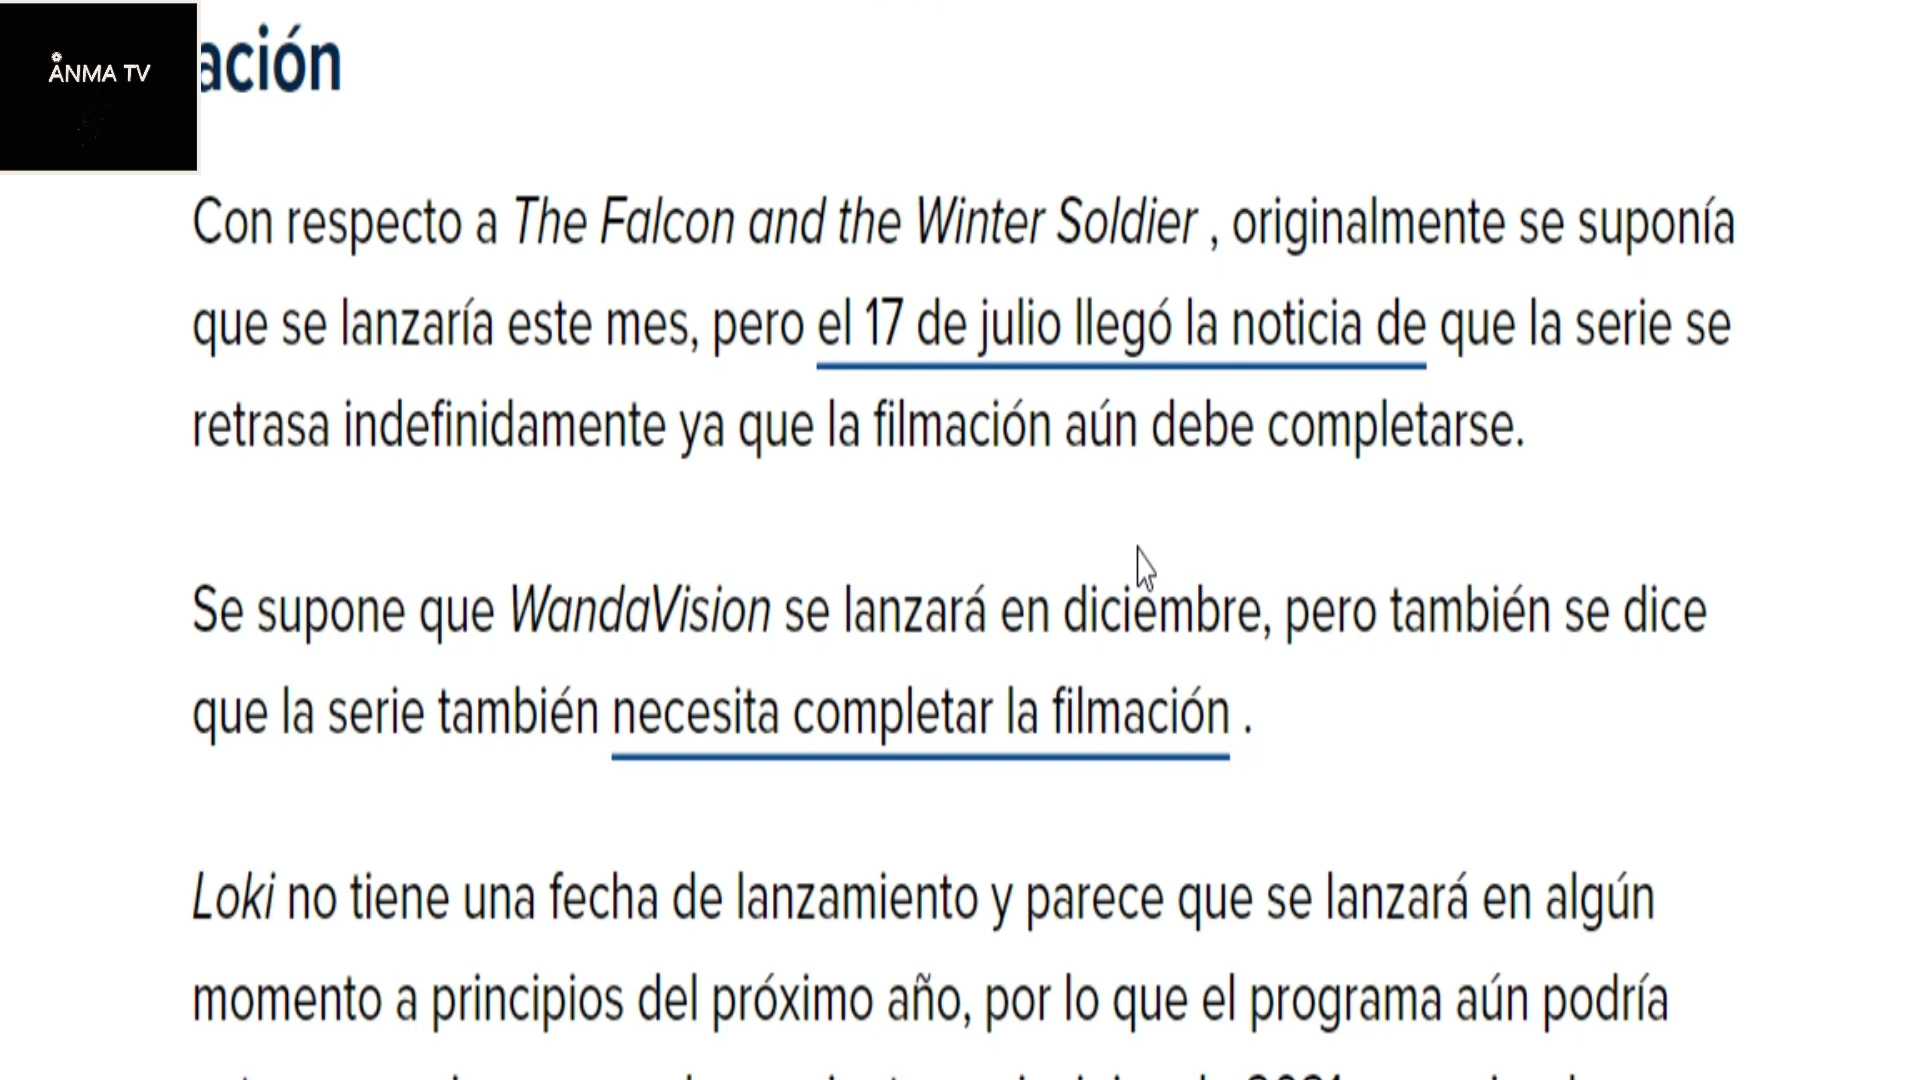 ANMA TV
ación
Con respecto a The Falcon and the Winter Soldier , originalmente se suponía
que se lanzaría este mes, pero el 17 de julio llegó la noticia de que la serie se
retrasa indefinidamente ya que la filmación aún debe completarse.
Se supone que WandaVision se lanzará en diciembre, pero también se dice
que la serie también necesita completar la filmación .
Loki no tiene una fecha de lanzamiento y parece que se lanzará en algún
momento a principios del próximo año, por lo que el programa aún podría